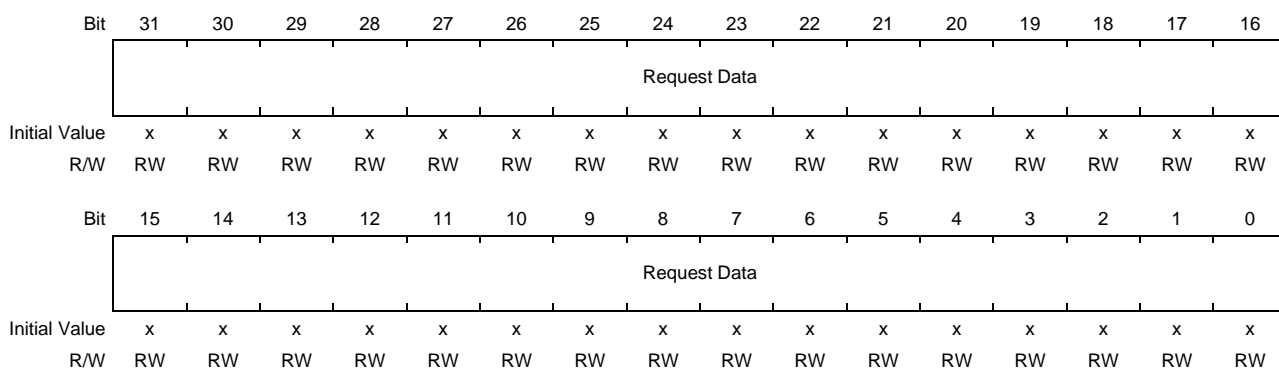 Bit 31 30 29 28 27 26 25 24 23 22 21 20 19 18 17 16
Request Data
Initial Value x x x x x x x x x x x x x x x x
R/W RW RW RW RW RW RW RW RW RW RW RW RW RW RW RW RW
Bit 15 14 13 12 11 10 9 8 7 6 5 4 3 2 1 0
Request Data
Initial Value x x x x x x x x x x x x x x x x
R/W RW RW RW RW RW RW RW RW RW RW RW RW RW RW RW RW